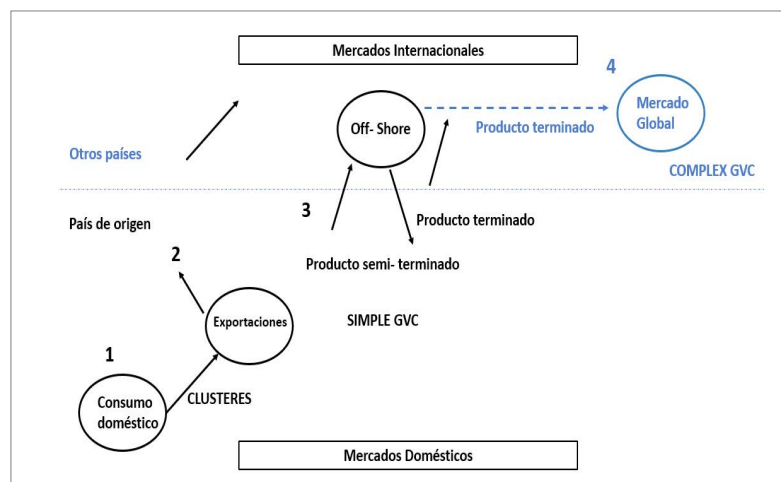 Mercados Internacionales
4
Mercado
Global
Off- Shore
Producto terminado
Otros países
COMPLEX GVC
3
País de origen
Producto terminado
2
Producto semi- terminado
Exportaciones
SIMPLE GVC
1
CLUSTERES
Consumo
doméstico
Mercados Domésticos